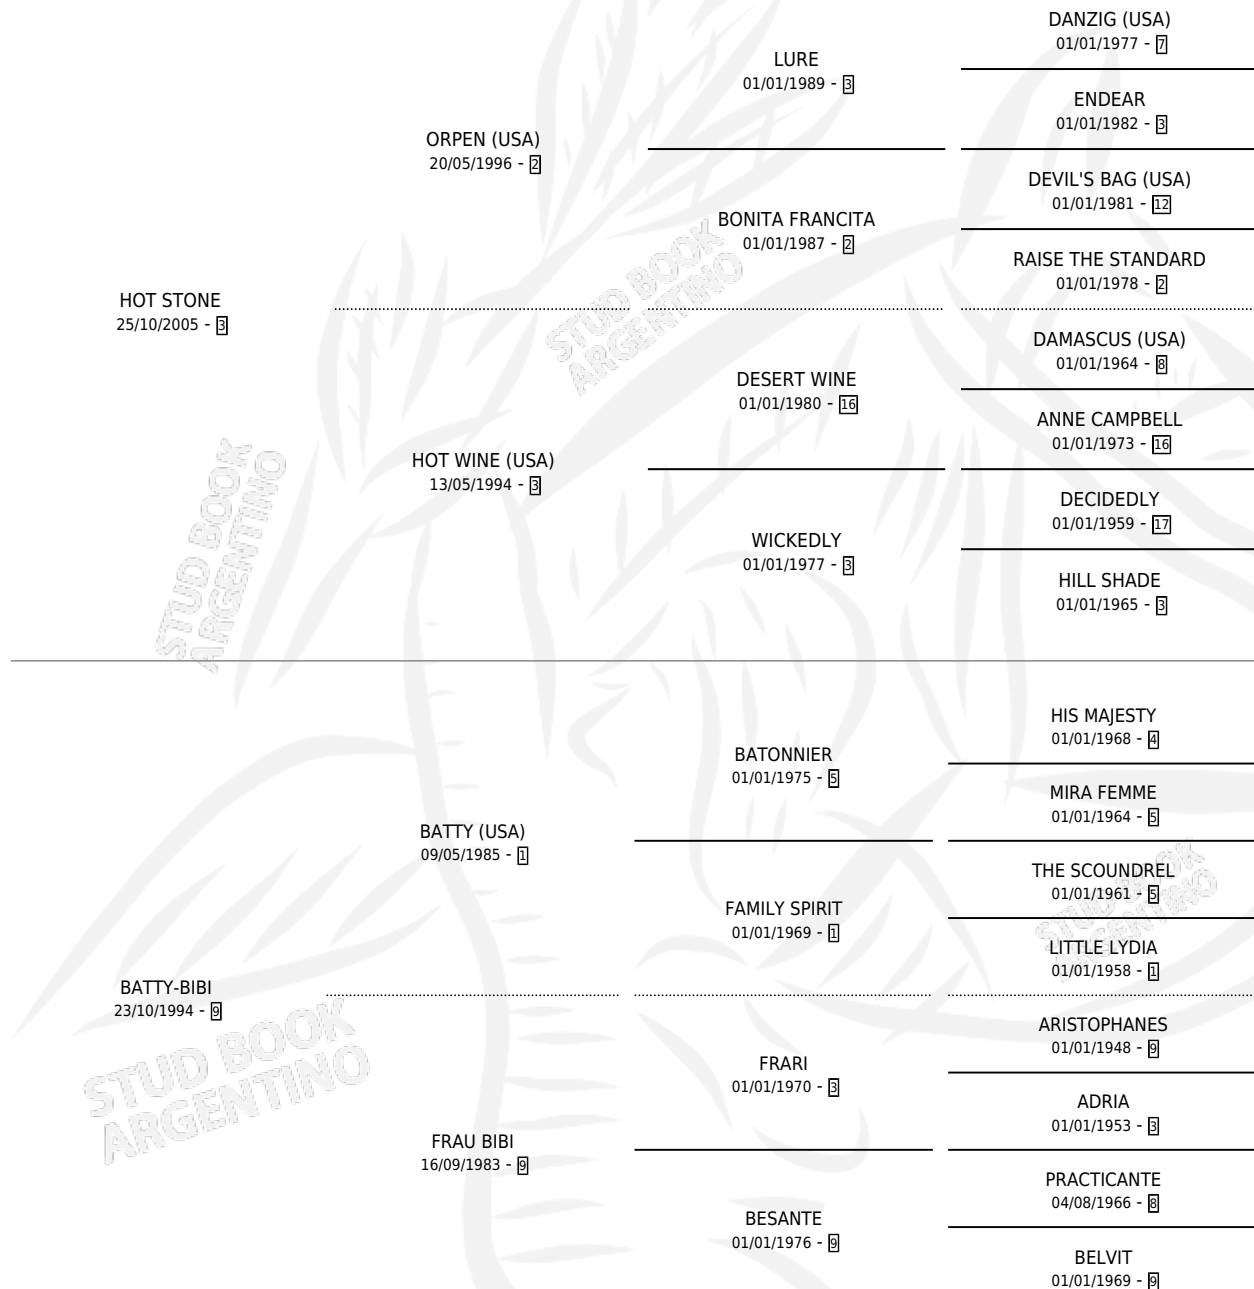 DANZIG (USA)
01/01/1977 - 7
LURE
01/01/1989 - 3
ENDEAR
01/01/1982 - 3
ORPEN (USA)
20/05/1996 - 2
DEVIL'S BAG (USA)
01/01/1981 - 12
BONITA FRANCITA
01/01/1987 - 2
RAISE THE STANDARD
01/01/1978 - 2
HOT STONE
25/10/2005 - 3
DAMASCUS (USA)
01/01/1964 - 8
DESERT WINE
01/01/1980 - 16
ANNE CAMPBELL
01/01/1973 - 16
HOT WINE (USA)
13/05/1994 - 3
DECIDEDLY
01/01/1959 - 17
WICKEDLY
01/01/1977 - 3
HILL SHADE
01/01/1965 - 3
HIS MAJESTY
01/01/1968 - 4
BATONNIER
01/01/1975 - 5
MIRA FEMME
01/01/1964 - 5
BATTY (USA)
09/05/1985 - 1
THE SCOUNDREL
01/01/1961 - 5
FAMILY SPIRIT
01/01/1969 - 1
LITTLE LYDIA
01/01/1958 - 1
BATTY-BIBI
23/10/1994 - 9
ARISTOPHANES
01/01/1948 - 9
FRARI
01/01/1970 - 3
ADRIA
01/01/1953 - 3
FRAU BIBI
16/09/1983 - 9
PRACTICANTE
04/08/1966 - 8
BESANTE
01/01/1976 - 9
BELVIT
01/01/1969 - 9
STUD BOOK
ARGENTINO
STUD BOOK
ARGENTINO
STUD BOOK
ARGENTINO
STUD BOOK
ARGENTINO